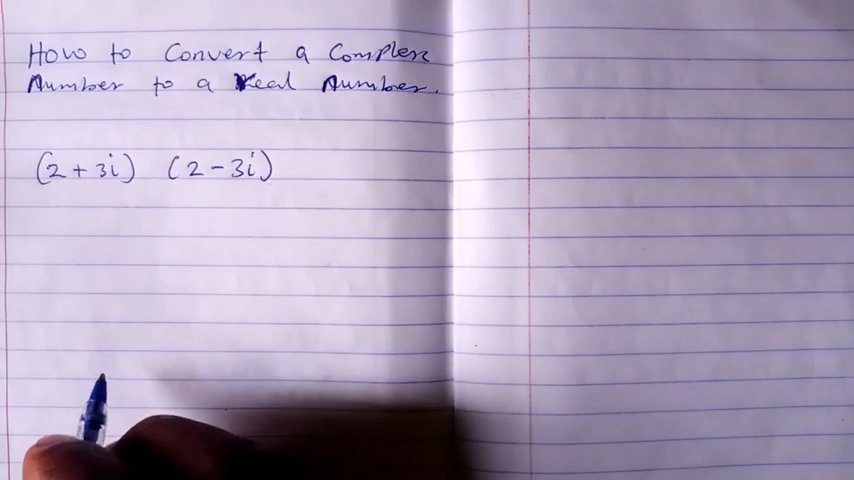 How to Convert a Complex
Number to a Real Number.
(2 + 3i) (2 - 3i)